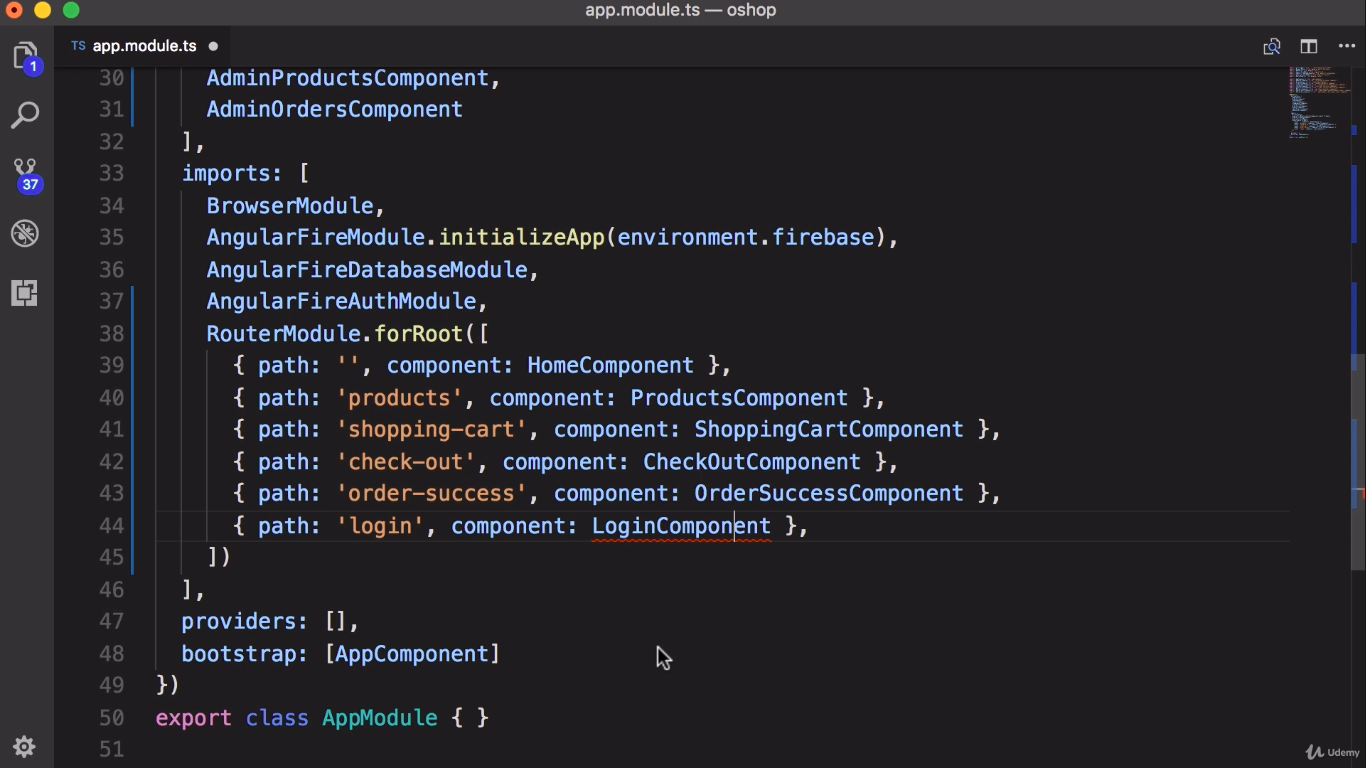 app.module.ts — oshop
TS app.module.ts
1
37
30 AdminProductsComponent,
31 AdminOrdersComponent
32 ],
33 imports: [
34 BrowserModule,
35 AngularFireModule.initializeApp(environment.firebase),
36 AngularFireDatabaseModule,
37 AngularFireAuthModule,
38 RouterModule.forRoot([
39 { path: '', component: HomeComponent },
40 { path: 'products', component: ProductsComponent },
41 { path: 'shopping-cart', component: ShoppingCartComponent },
42 { path: 'check-out', component: CheckOutComponent },
43 { path: 'order-success', component: OrderSuccessComponent },
44 { path: 'login', component: LoginComponent },
45 ])
46 ],
47 providers: [],
48 bootstrap: [AppComponent]
49 })
50 export class AppModule { }
51
Udemy